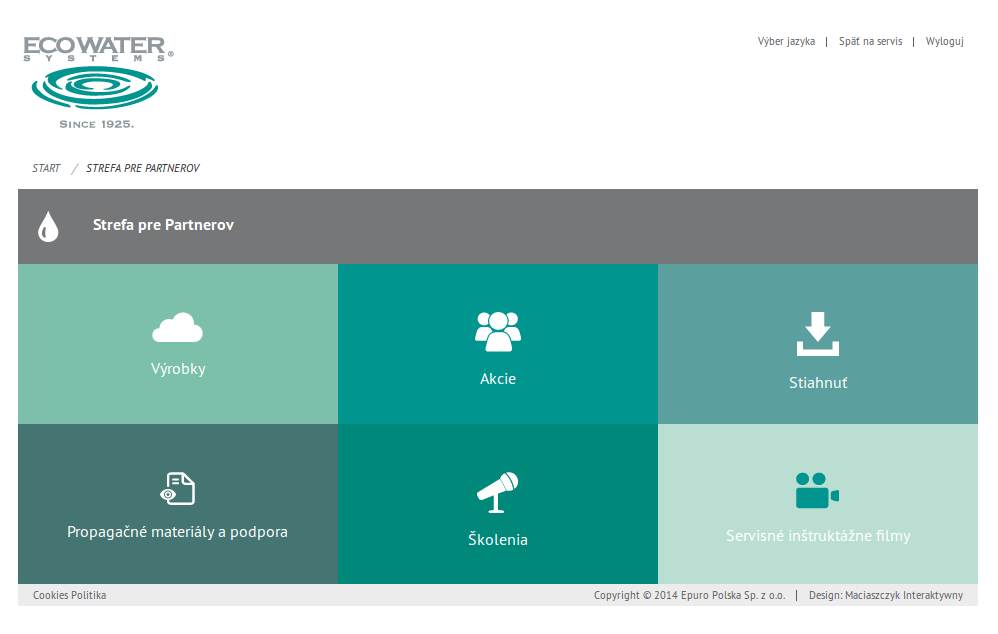 ECOWATER
SYSTEMS®
SINCE 1925.
Výber jazyka | Späť na servis | Wyloguj
START / STREFA PRE PARTNEROV
Strefa pre Partnerov
Výrobky
Akcie
Stiahnuť
Propagačné materiály a podpora
Školenia
Servisné inštruktážne filmy
Cookies Politika
Copyright © 2014 Epuro Polska Sp. z o.o. | Design: Maciaszczyk Interaktywny